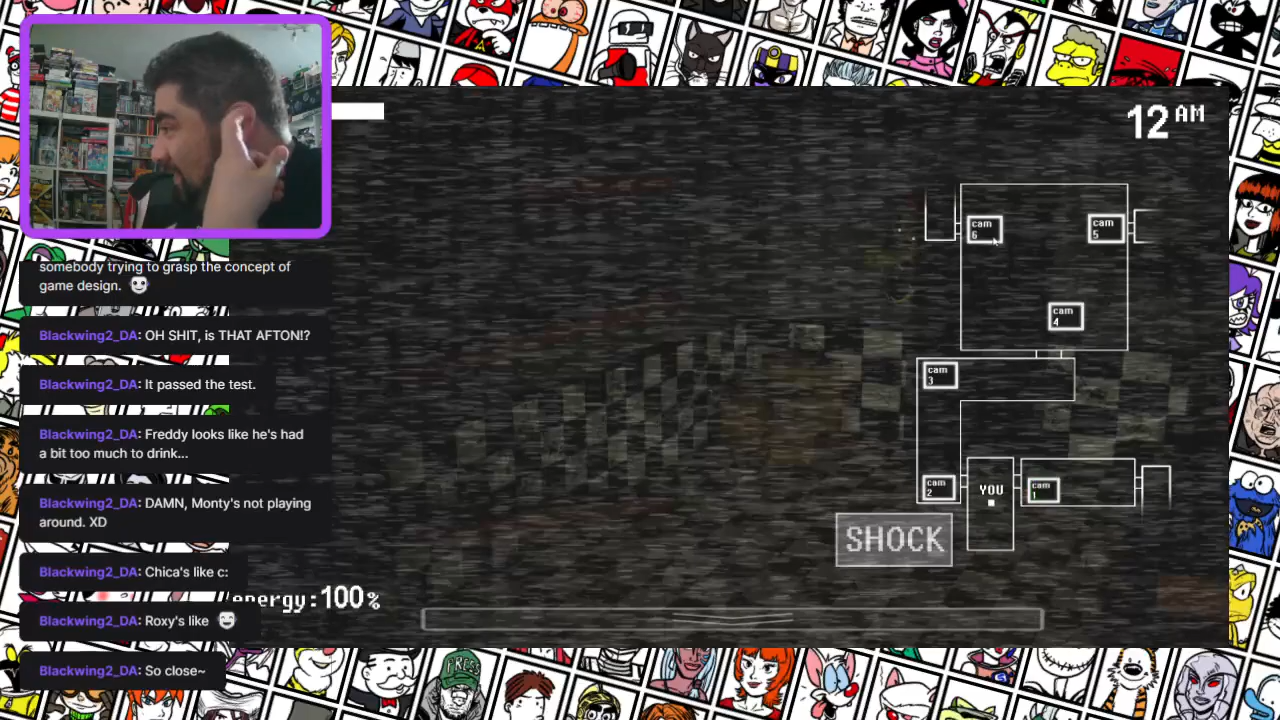 12 AM
cam
6
cam
5
cam
4
cam
3
cam
2
YOU
cam
1
SHOCK
energy:100%
somebody trying to grasp the concept of
game design.
Blackwing2_DA: OH SHIT, is THAT AFTON!?
Blackwing2_DA: It passed the test.
Blackwing2_DA: Freddy looks like he's had
a bit too much to drink...
Blackwing2_DA: DAMN, Monty's not playing
around. XD
Blackwing2_DA: Chica's like c:
Blackwing2_DA: Roxy's like
Blackwing2_DA: So close~
PRESS